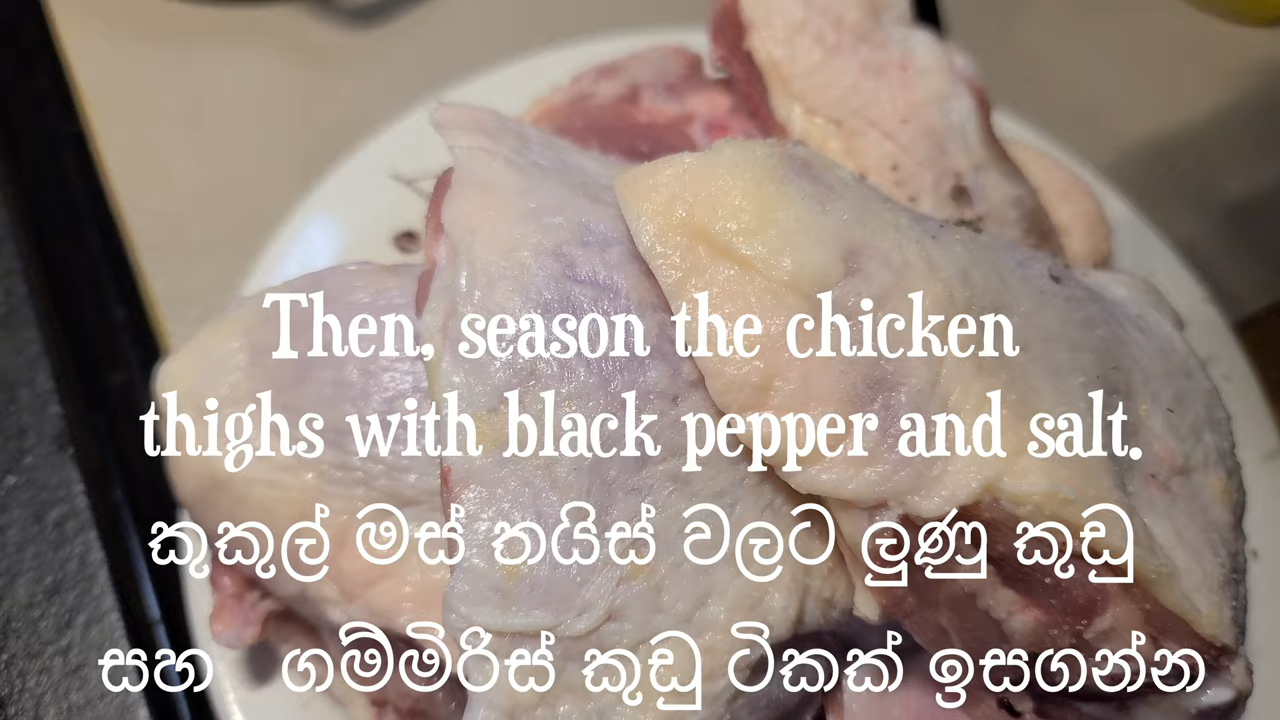 Then, season the chicken
thighs with black pepper and salt.
කුකුල් මස් තයිස් වලට ලුණු කුඩු
සහ ගම්මිරිස් කුඩු ටිකක් ඉසගන්න